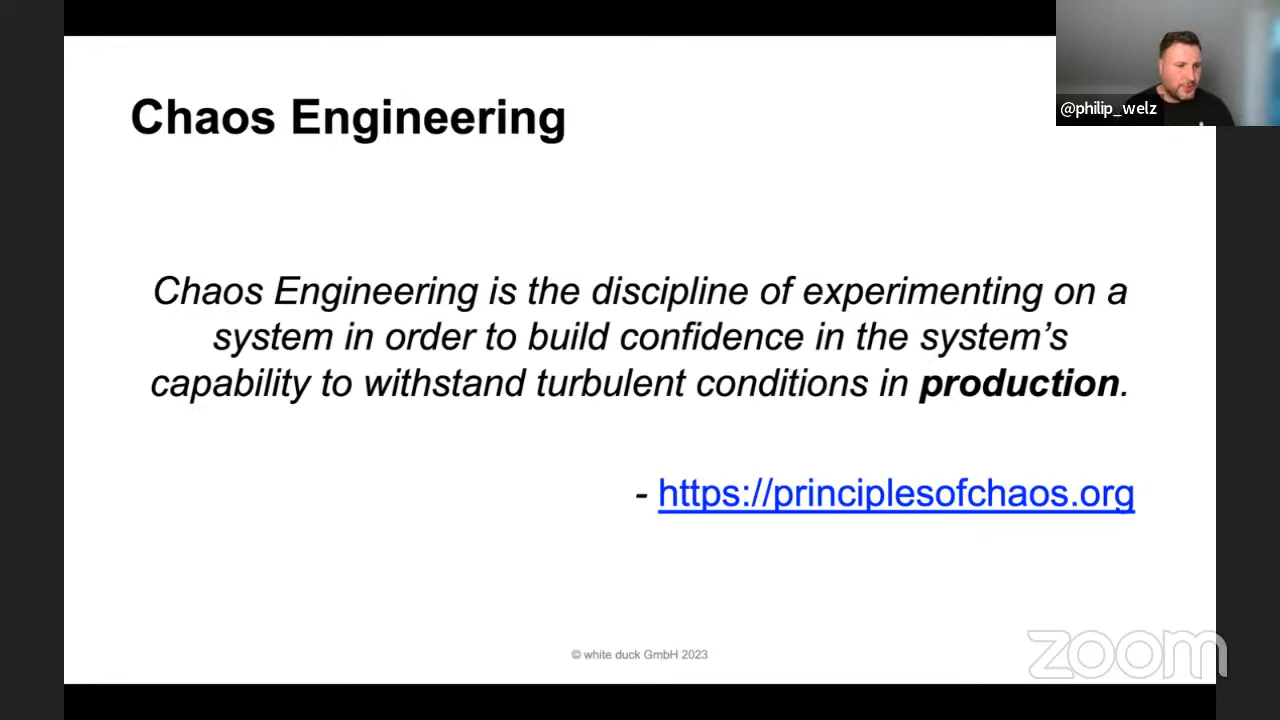 @philip_welz
Chaos Engineering
Chaos Engineering is the discipline of experimenting on a
system in order to build confidence in the system’s
capability to withstand turbulent conditions in production.
- https://principlesofchaos.org
© white duck GmbH 2023
zoom